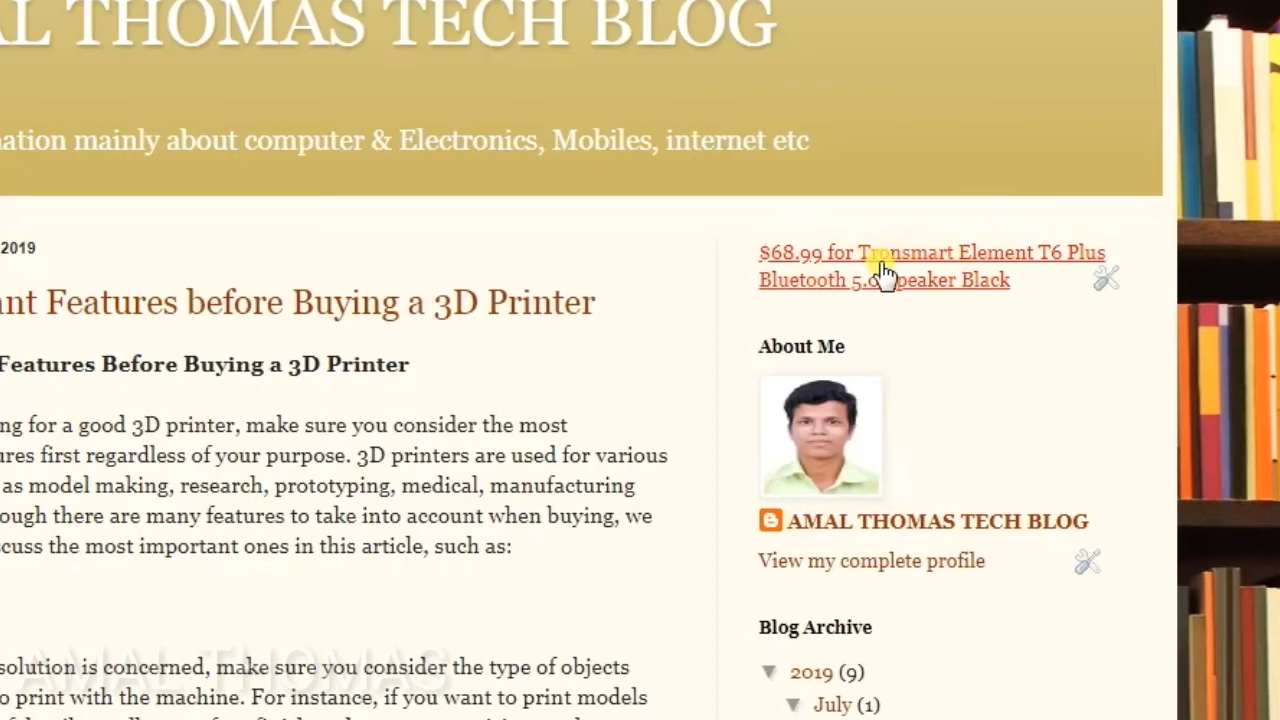 AL THOMAS TECH BLOG
ation mainly about computer & Electronics, Mobiles, internet etc
2019
nt Features before Buying a 3D Printer
Features Before Buying a 3D Printer
ng for a good 3D printer, make sure you consider the most
res first regardless of your purpose. 3D printers are used for various
as model making, research, prototyping, medical, manufacturing
ough there are many features to take into account when buying, we
cuss the most important ones in this article, such as:
solution is concerned, make sure you consider the type of objects
o print with the machine. For instance, if you want to print models
AMAL THOMAS
$68.99 for Tronsmart Element T6 Plus
Bluetooth 5.0 Speaker Black
About Me
AMAL THOMAS TECH BLOG
View my complete profile
Blog Archive
▼ 2019 (9)
▼ July (1)